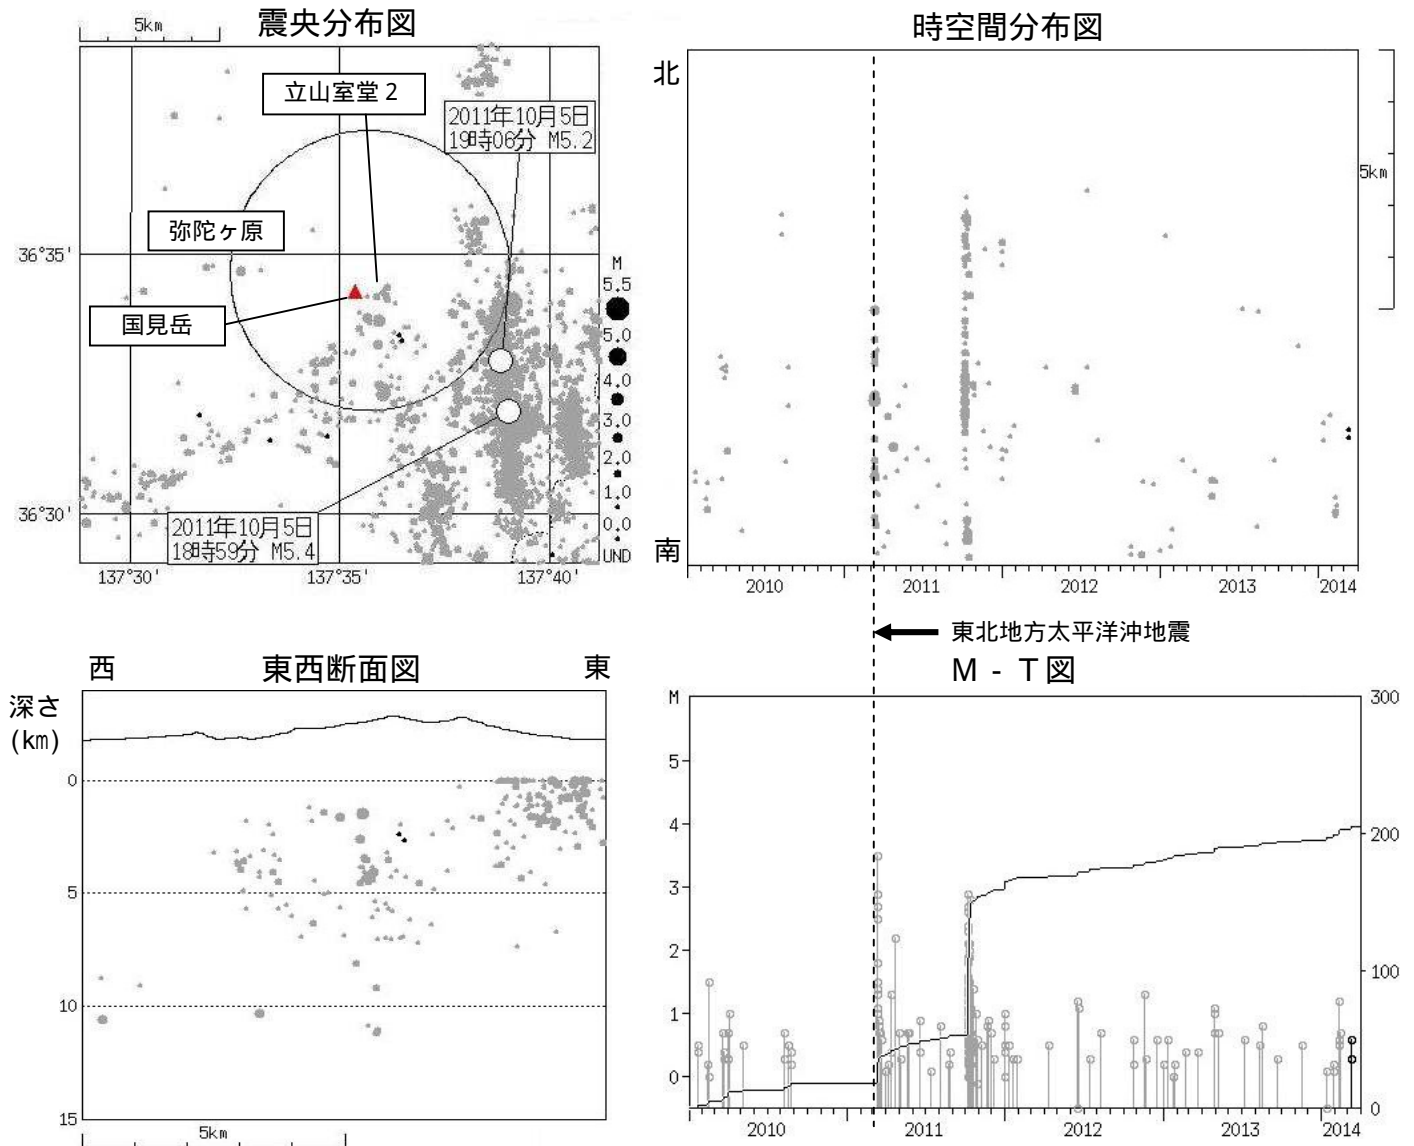 震央分布図
5km
立山室堂２
2011年10月5日
19時06分 M5.2
弥陀ヶ原
36°35'
国見岳
36°30'
2011年10月5日
18時59分 M5.4
137°30'
137°35'
137°40'
M
5.5
5.0
4.0
3.0
2.0
1.0
0.0
UND
時空間分布図
北
5km
南
2010
2011
2012
2013
2014
東北地方太平洋沖地震
西
東西断面図
東
深さ
(km)
0
5
10
15
5km
Ｍ - Ｔ図
M
5
4
3
2
1
0
300
200
100
0
2010
2011
2012
2013
2014